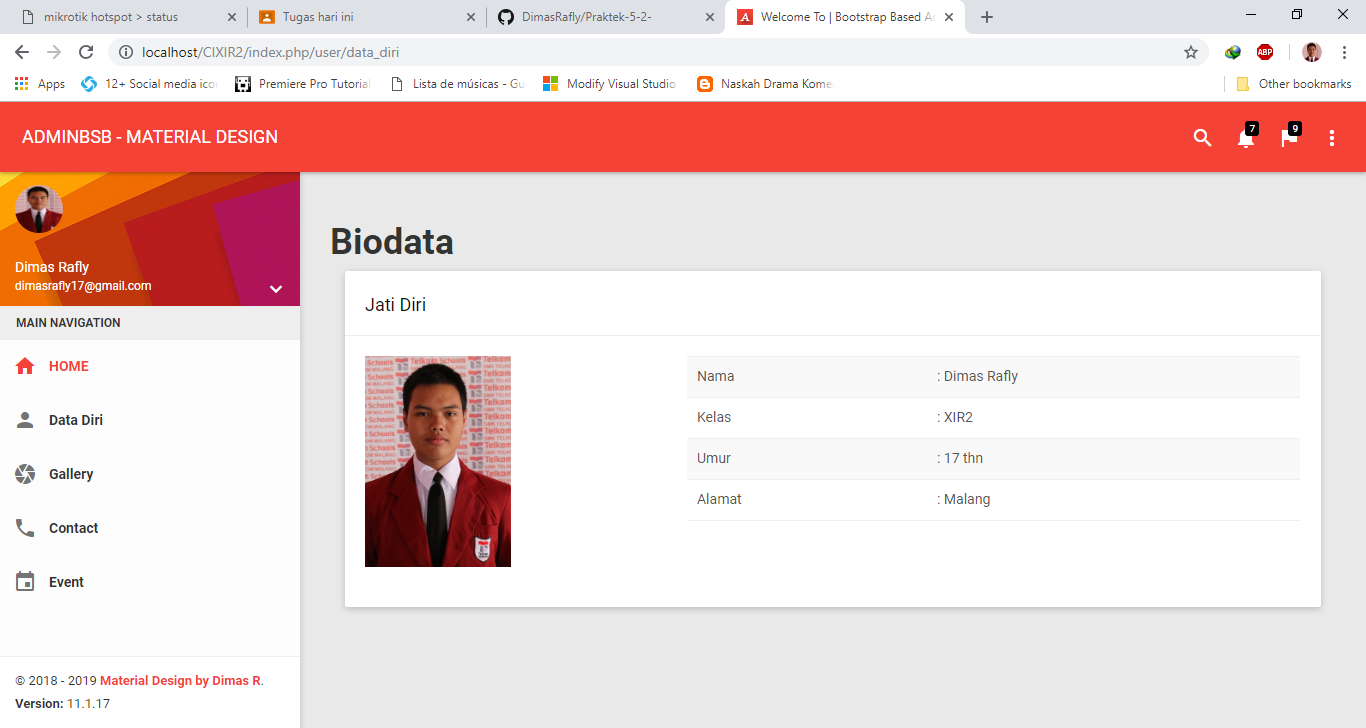 mikrotik hotspot > status
Tugas hari ini
DimasRafly/Praktek-5-2-
Welcome To | Bootstrap Based A
localhost/CIXIR2/index.php/user/data_diri
ABP
Apps
12+ Social media ico
Premiere Pro Tutorial
Lista de músicas - Gu
Modify Visual Studio
Naskah Drama Kome
Other bookmarks
ADMINBSB - MATERIAL DESIGN
7
9
Dimas Rafly
dimasrafly17@gmail.com
MAIN NAVIGATION
HOME
Data Diri
Gallery
Contact
Event
© 2018 - 2019 Material Design by Dimas R.
Version: 11.1.17
Biodata
Jati Diri
Nama : Dimas Rafly
Kelas : XIR2
Umur : 17 thn
Alamat : Malang